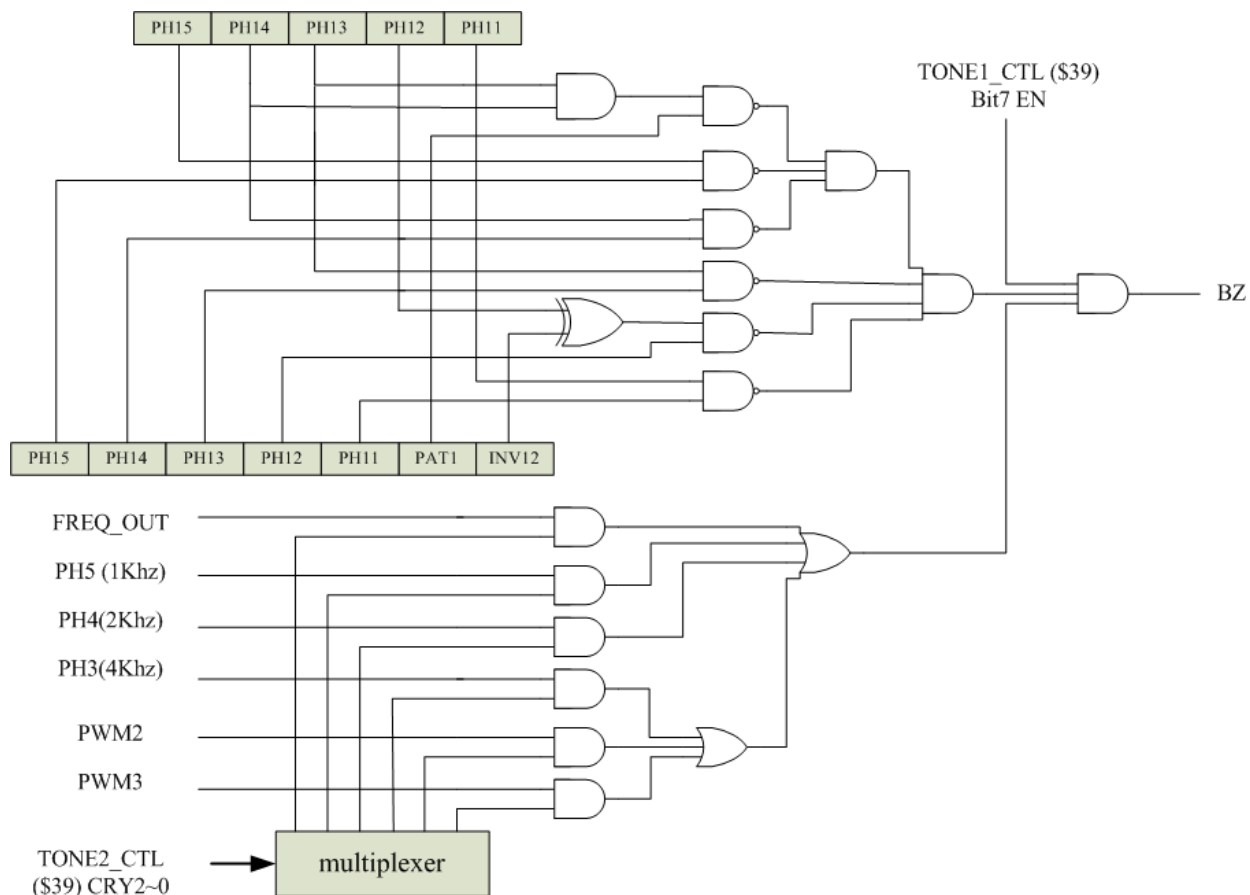 PH15 PH14 PH13 PH12 PH11
TONE1_CTL ($39)
Bit7 EN
BZ
PH15 PH14 PH13 PH12 PH11 PAT1 INV12
FREQ_OUT
PH5 (1Khz)
PH4(2Khz)
PH3(4Khz)
PWM2
PWM3
TONE2_CTL
($39) CRY2~0
multiplexer